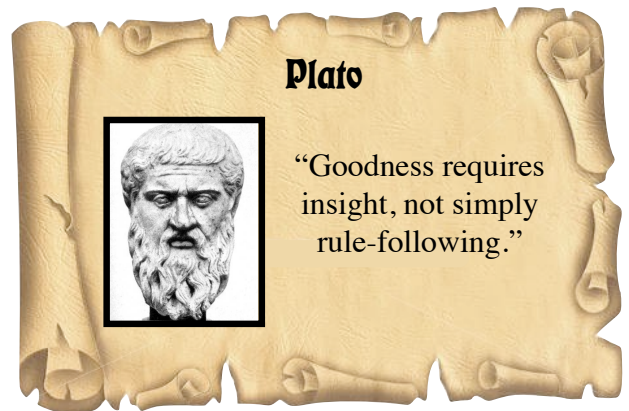 Plato
“Goodness requires
insight, not simply
rule-following.”